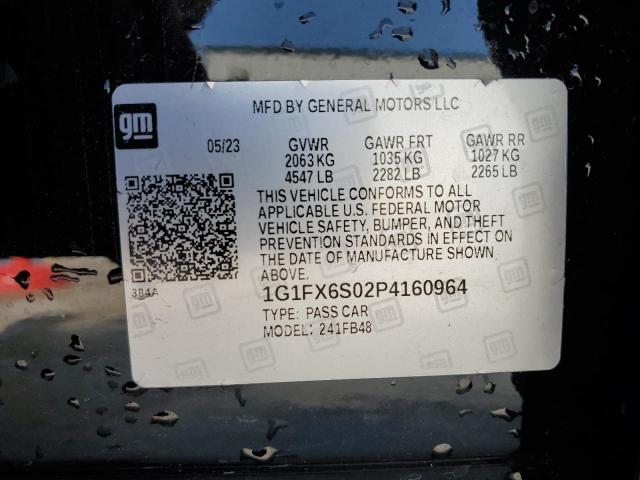 MFD BY GENERAL MOTORS LLC
gm
05/23 GVWR GAWR FRT GAWR RR
2063 KG 1035 KG 1027 KG
4547 LB 2282 LB 2265 LB
THIS VEHICLE CONFORMS TO ALL
APPLICABLE U.S. FEDERAL MOTOR
VEHICLE SAFETY, BUMPER, AND THEFT
PREVENTION STANDARDS IN EFFECT ON
THE DATE OF MANUFACTURE SHOWN
ABOVE.
384A
1G1FX6S02P4160964
TYPE: PASS CAR
MODEL: 241FB48